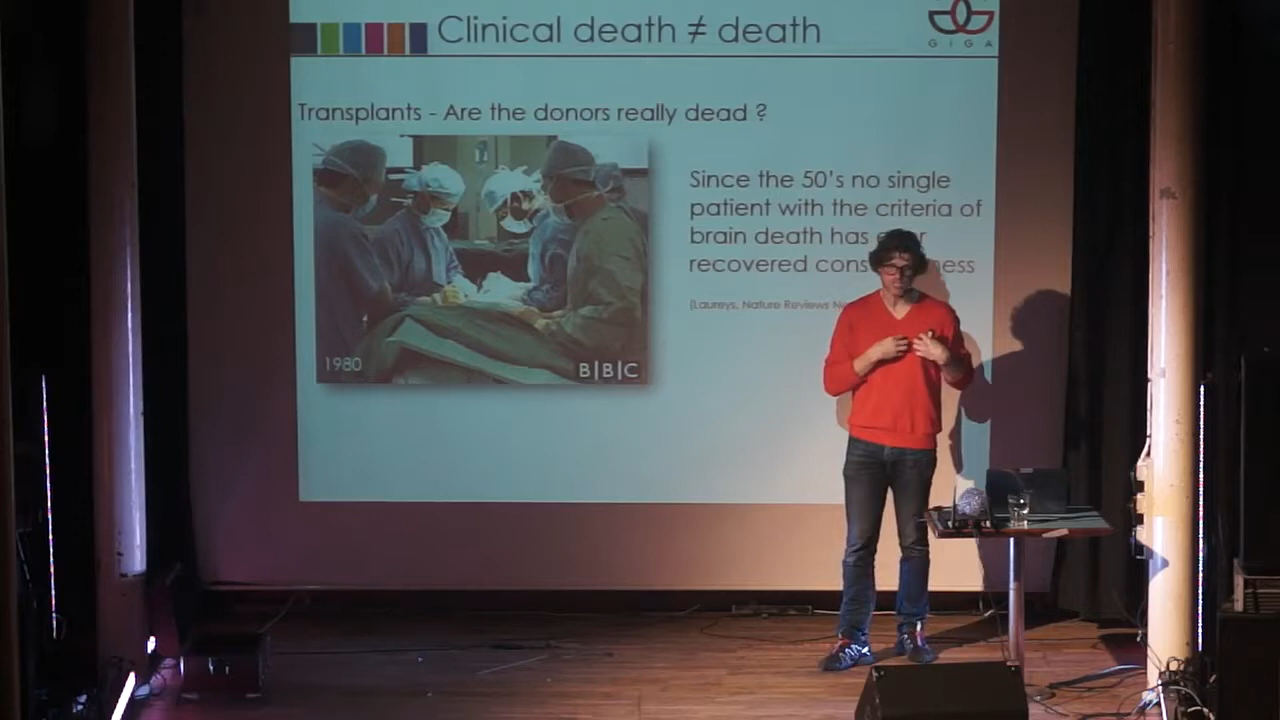 Clinical death ≠ death
GIGA
Transplants - Are the donors really dead ?
Since the 50's no single
patient with the criteria of
brain death has
recovered
(Laureys, Nature Reviews
1980
B|B|C